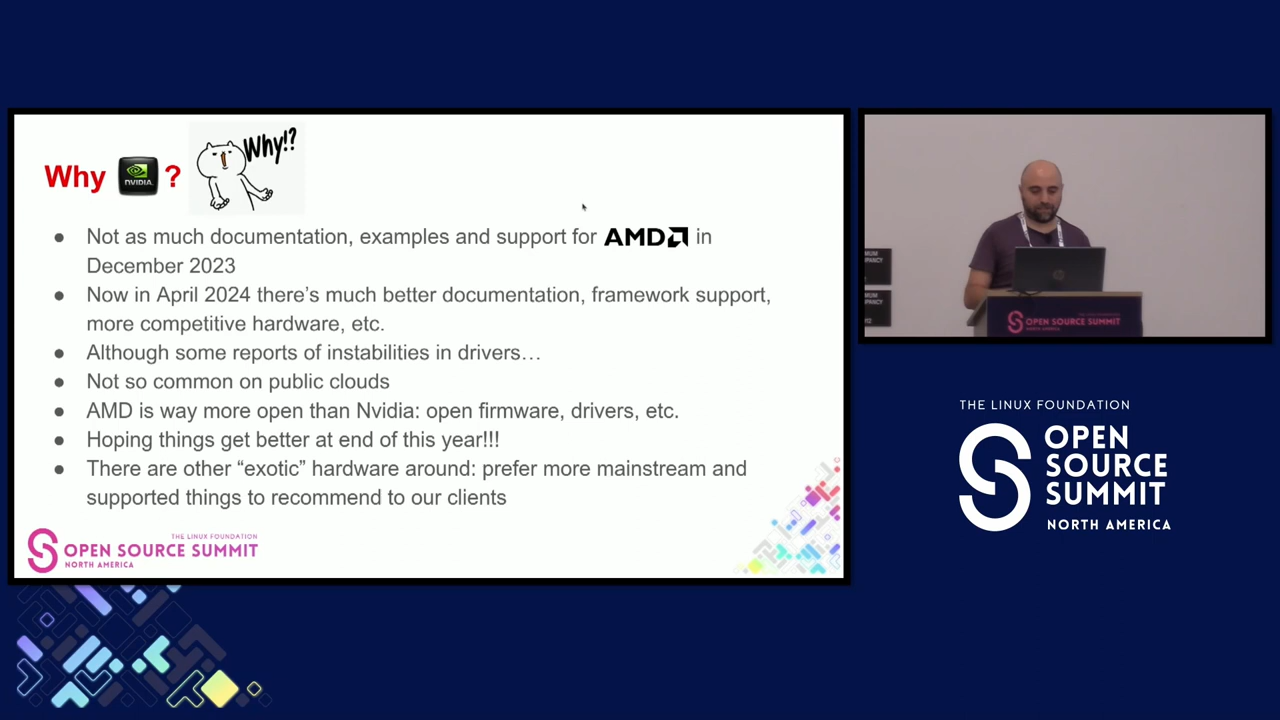 Why NVIDIA. ?
Why!?
● Not as much documentation, examples and support for AMD in
December 2023
● Now in April 2024 there’s much better documentation, framework support,
more competitive hardware, etc.
● Although some reports of instabilities in drivers…
● Not so common on public clouds
● AMD is way more open than Nvidia: open firmware, drivers, etc.
● Hoping things get better at end of this year!!!
● There are other “exotic” hardware around: prefer more mainstream and
supported things to recommend to our clients
THE LINUX FOUNDATION
OPEN SOURCE SUMMIT
NORTH AMERICA
OPEN SOURCE SUMMIT
THE LINUX FOUNDATION
OPEN
SOURCE
SUMMIT
NORTH AMERICA